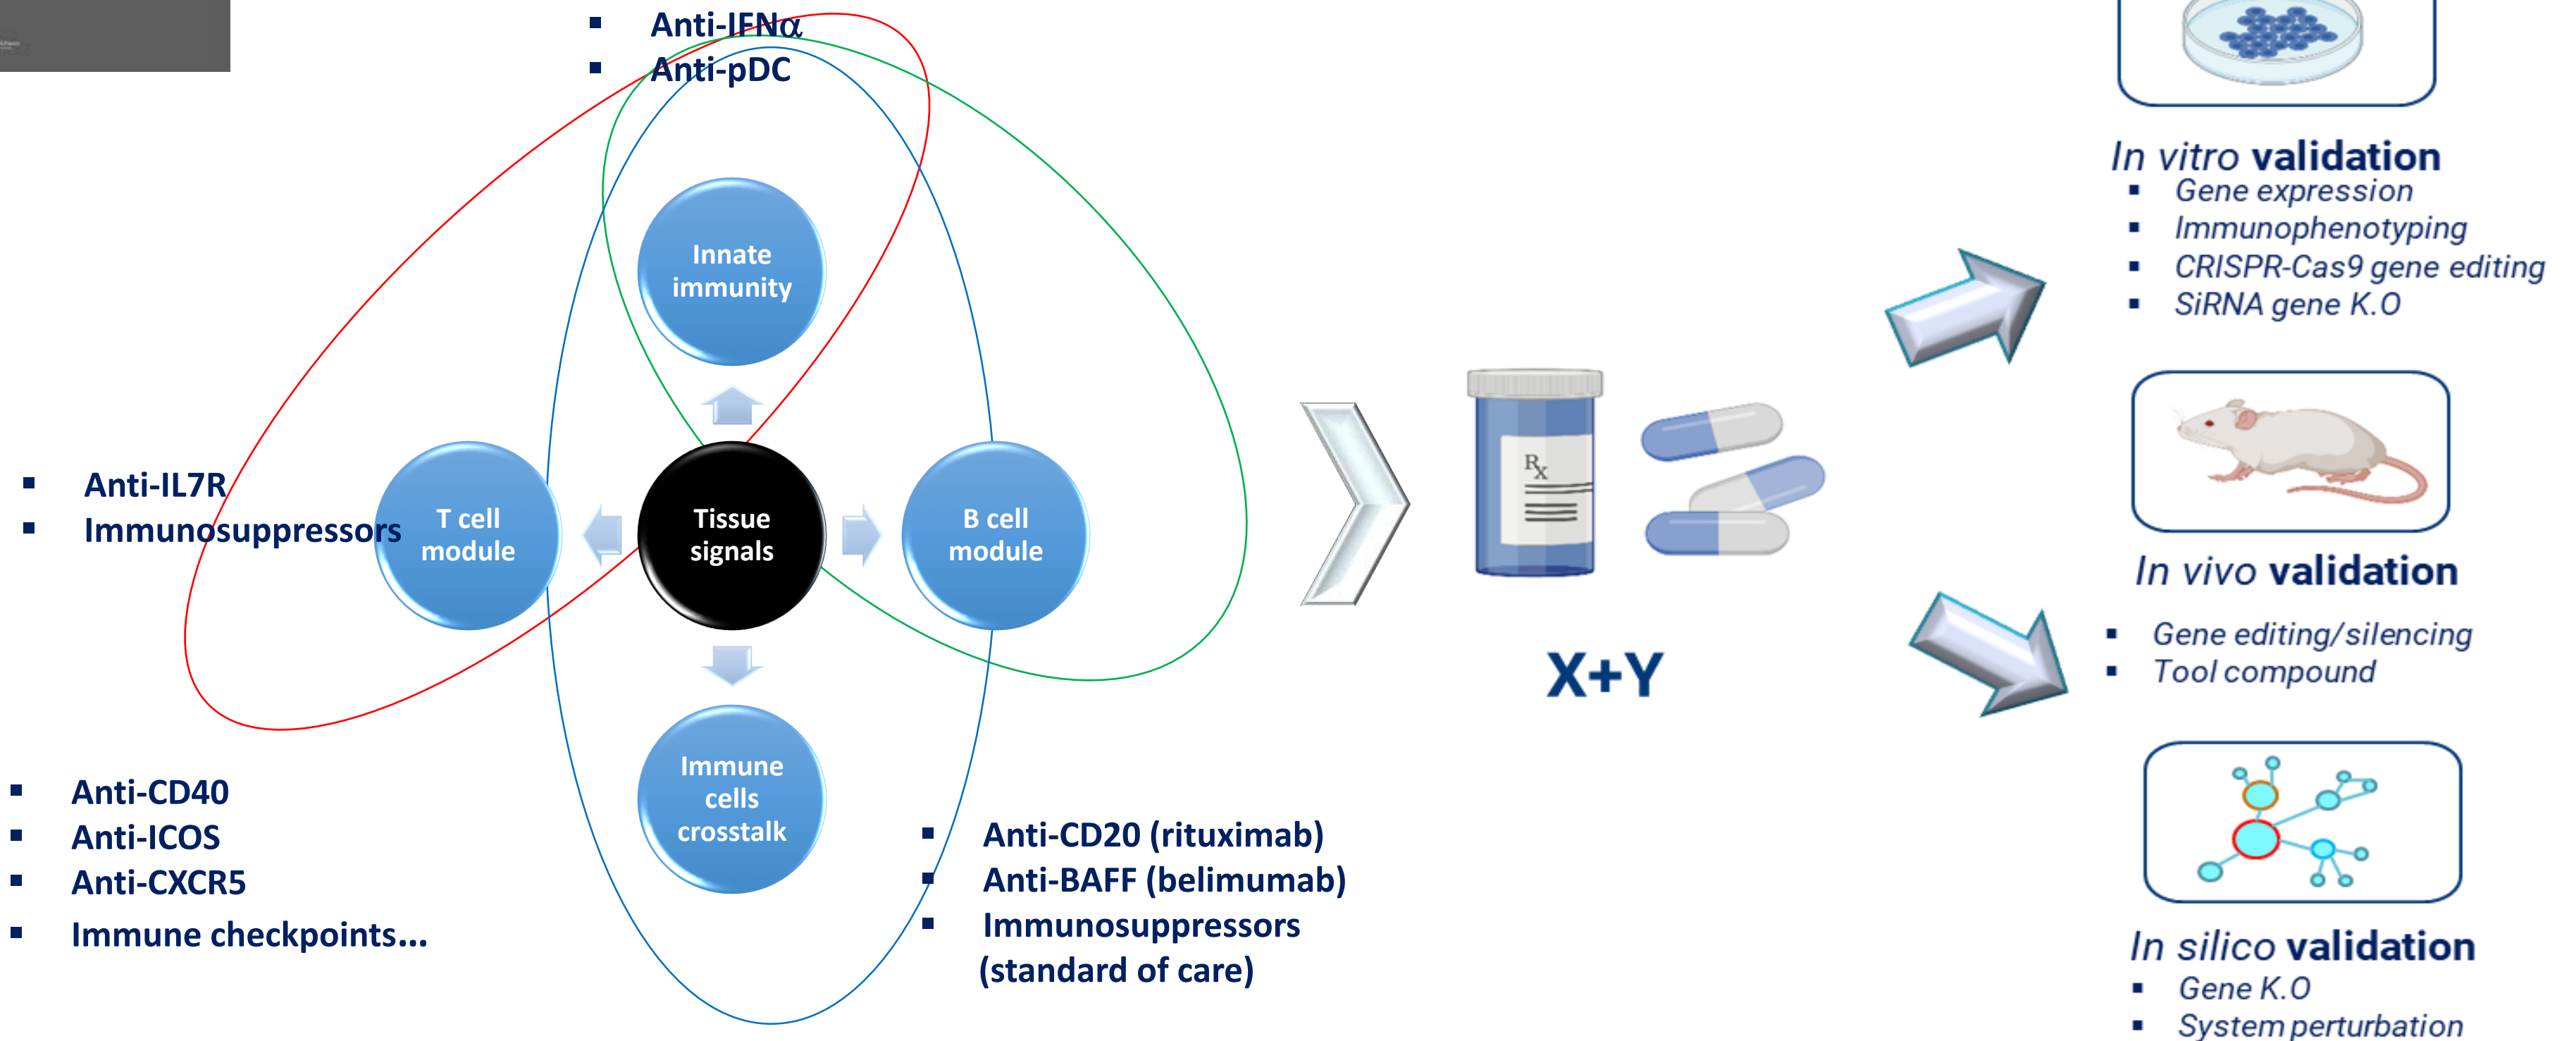 Anti-IFNα
Anti-pDC
Innate
immunity
Anti-IL7R
Immunosuppressors
T cell
module
Tissue
signals
B cell
module
Immune
cells
crosstalk
Anti-CD40
Anti-ICOS
Anti-CXCR5
Immune checkpoints...
Anti-CD20 (rituximab)
Anti-BAFF (belimumab)
Immunosuppressors
(standard of care)
Rx
X+Y
In vitro validation
Gene expression
Immunophenotyping
CRISPR-Cas9 gene editing
SiRNA gene K.O
In vivo validation
Gene editing/silencing
Tool compound
In silico validation
Gene K.O
System perturbation